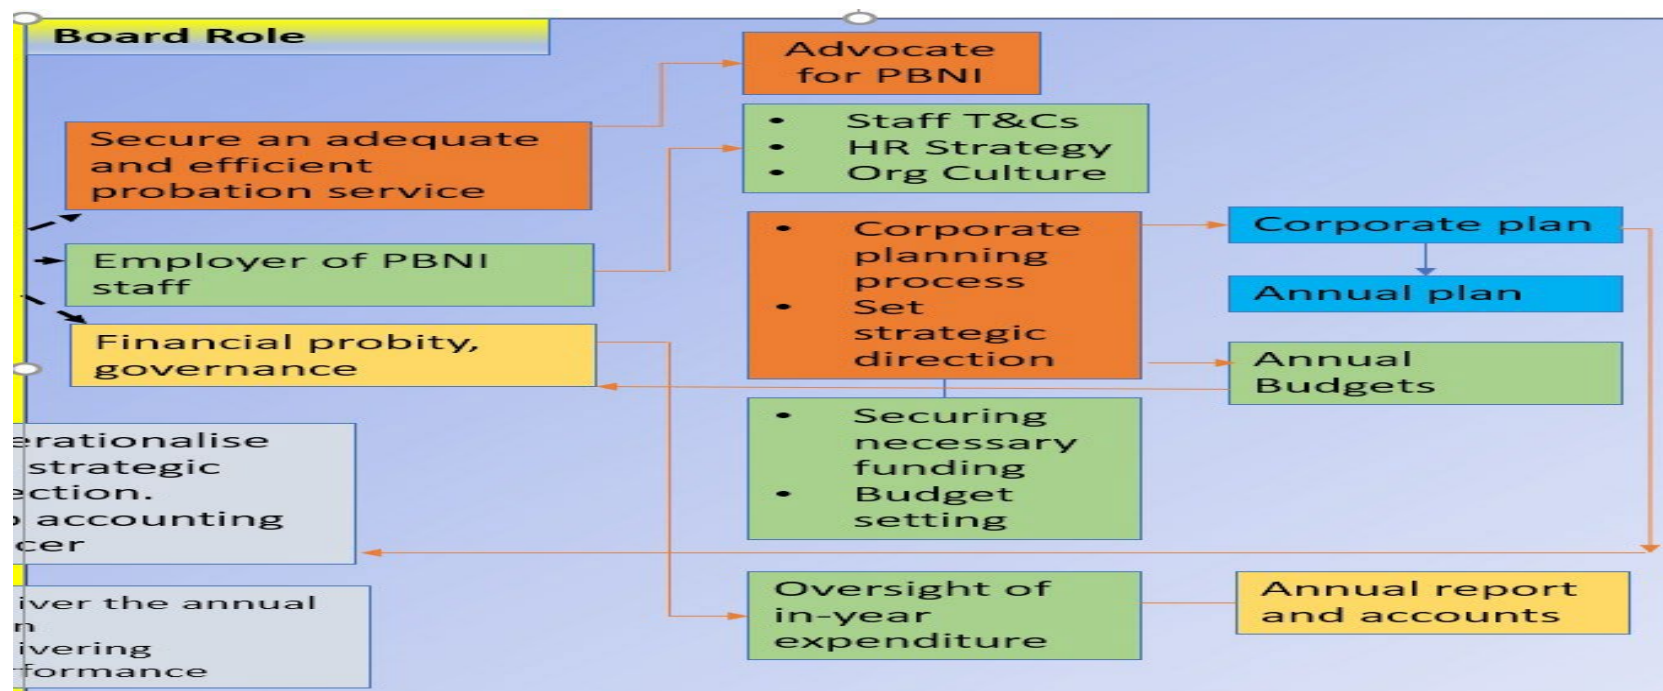 Board Role
Advocate
for PBNI
Secure an adequate
and efficient
probation service
• Staff T&Cs
• HR Strategy
• Org Culture
Employer of PBNI
staff
Financial probity,
governance
• Corporate
planning
process
• Set
strategic
direction
Corporate plan
Annual plan
Annual
Budgets
• Securing
necessary
funding
• Budget
setting
strategic
accounting
Oversight of
in-year
expenditure
Annual report
and accounts
the annual